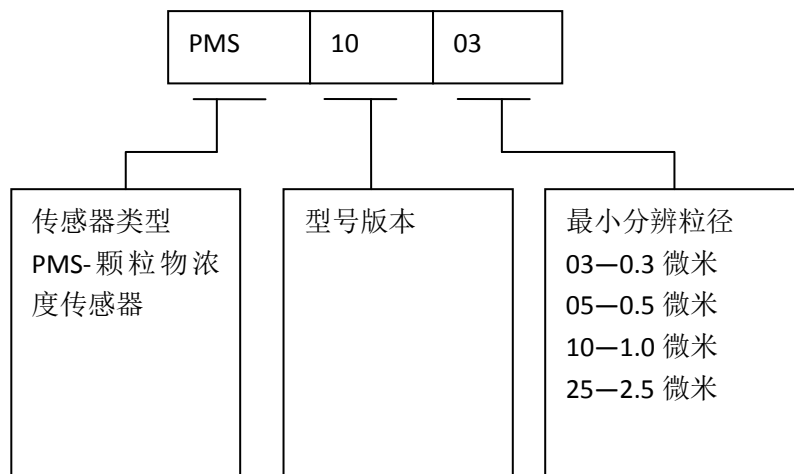 PMS 10 03
传感器类型
PMS-颗粒物浓
度传感器
型号版本
最小分辨粒径
03—0.3 微米
05—0.5 微米
10—1.0 微米
25—2.5 微米